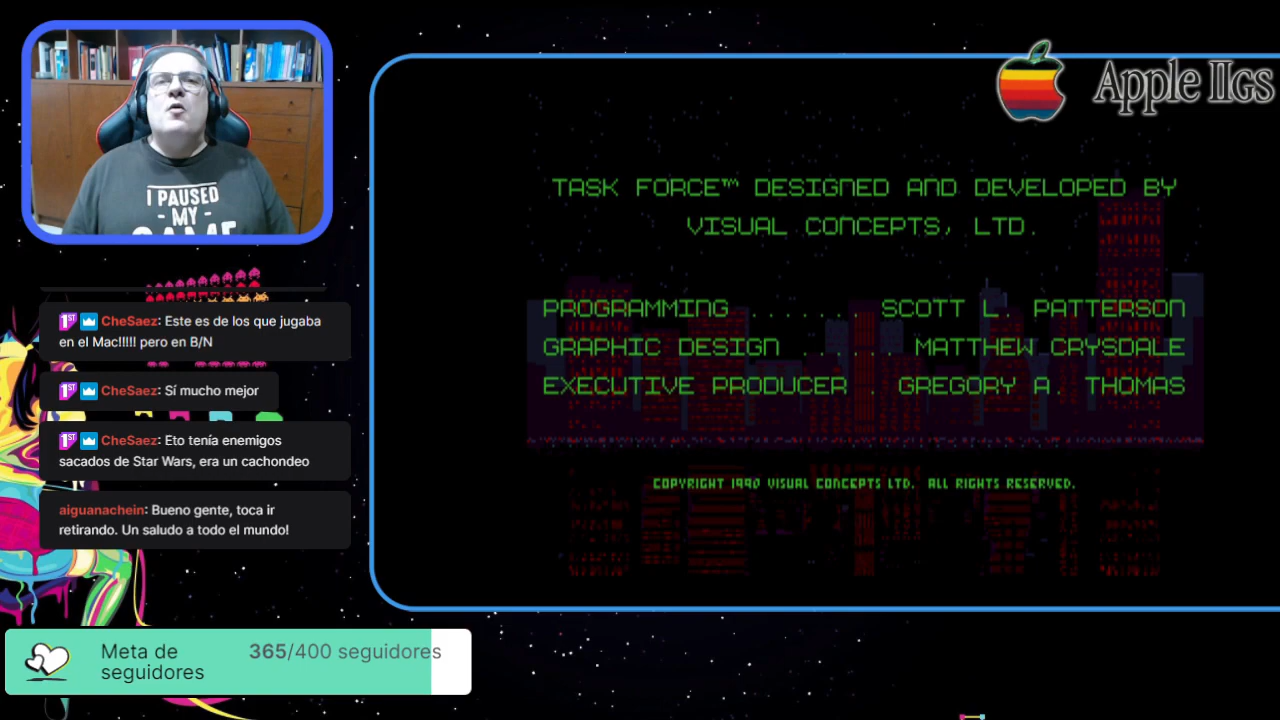 I PAUSED
- MY -
GAME
Apple IIGS
TASK FORCE™ DESIGNED AND DEVELOPED BY
VISUAL CONCEPTS, LTD.
PROGRAMMING ....... SCOTT L. PATTERSON
GRAPHIC DESIGN ...... MATTHEW CRYSDALE
EXECUTIVE PRODUCER . GREGORY A. THOMAS
COPYRIGHT 1990 VISUAL CONCEPTS LTD. ALL RIGHTS RESERVED.
1ST CheSaez: Este es de los que jugaba
en el Mac!!!!! pero en B/N
1ST CheSaez: Sí mucho mejor
1ST CheSaez: Eto tenía enemigos
sacados de Star Wars, era un cachondeo
aiguanachein: Bueno gente, toca ir
retirando. Un saludo a todo el mundo!
Meta de
seguidores
365/400 seguidores